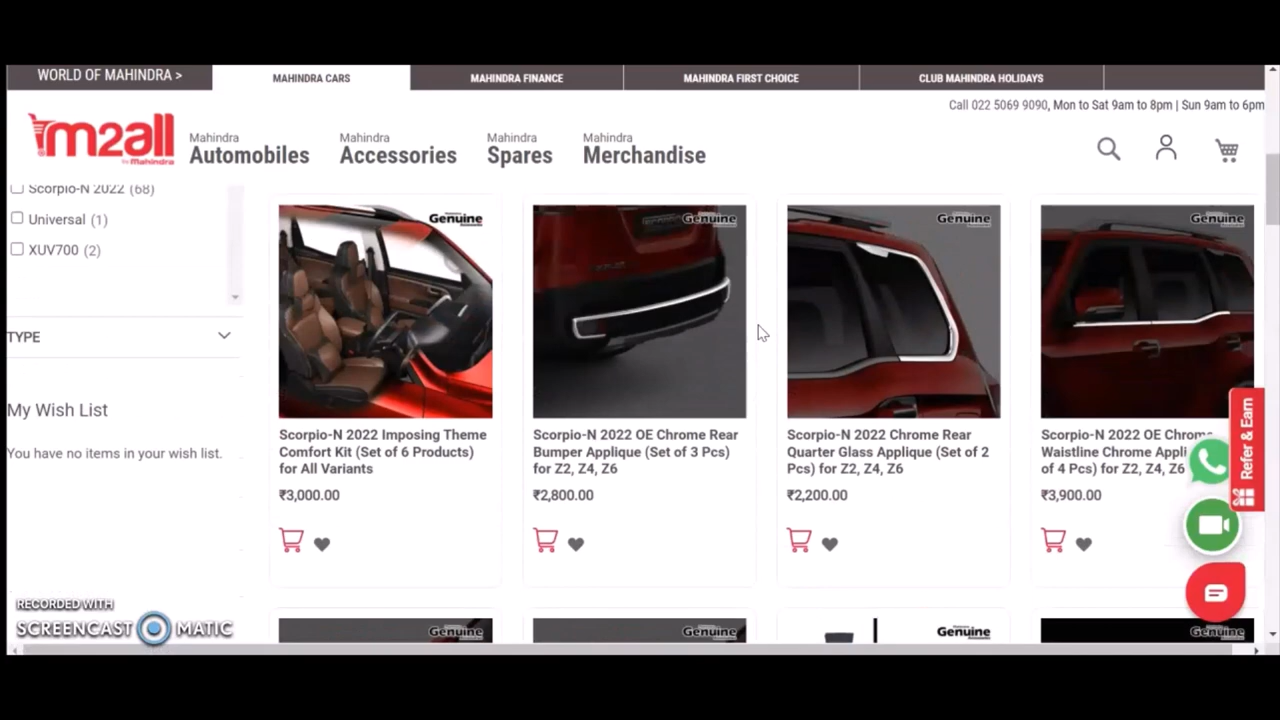 WORLD OF MAHINDRA >
MAHINDRA CARS
MAHINDRA FINANCE
MAHINDRA FIRST CHOICE
CLUB MAHINDRA HOLIDAYS
Call 022 5069 9090, Mon to Sat 9am to 8pm | Sun 9am to 6pm
m2all
by Mahindra
Mahindra
Automobiles
Mahindra
Accessories
Mahindra
Spares
Mahindra
Merchandise
Scorpio-N 2022 (68)
Universal (1)
XUV700 (2)
TYPE
My Wish List
You have no items in your wish list.
Genuine
Scorpio-N 2022 Imposing Theme
Comfort Kit (Set of 6 Products)
for All Variants
₹3,000.00
Genuine
Scorpio-N 2022 OE Chrome Rear
Bumper Applique (Set of 3 Pcs)
for Z2, Z4, Z6
₹2,800.00
Genuine
Scorpio-N 2022 Chrome Rear
Quarter Glass Applique (Set of 2
Pcs) for Z2, Z4, Z6
₹2,200.00
Genuine
Scorpio-N 2022 OE Chrome
Waistline Chrome Appli
of 4 Pcs) for Z2, Z4, Z6
₹3,900.00
Refer & Earn
Genuine
Genuine
Genuine
Genuine
RECORDED WITH
SCREENCAST MATIC